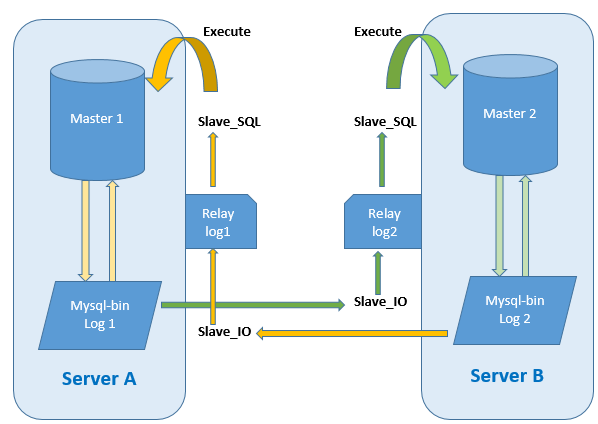 Execute
Execute
Master 1
Master 2
Slave_SQL
Slave_SQL
Relay
log1
Relay
log2
Mysql-bin
Log 1
Slave_IO
Mysql-bin
Log 2
Slave_IO
Server A
Server B